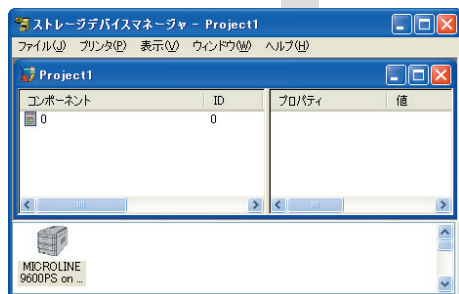 ストレージデバイスマネージャ - Project1
ファイル(J) プリンタ(P) 表示(V) ウィンドウ(W) ヘルプ(H)
Project1
コンポーネント ID プロパティ 値
0 0
MICROLINE
9600PS on ...